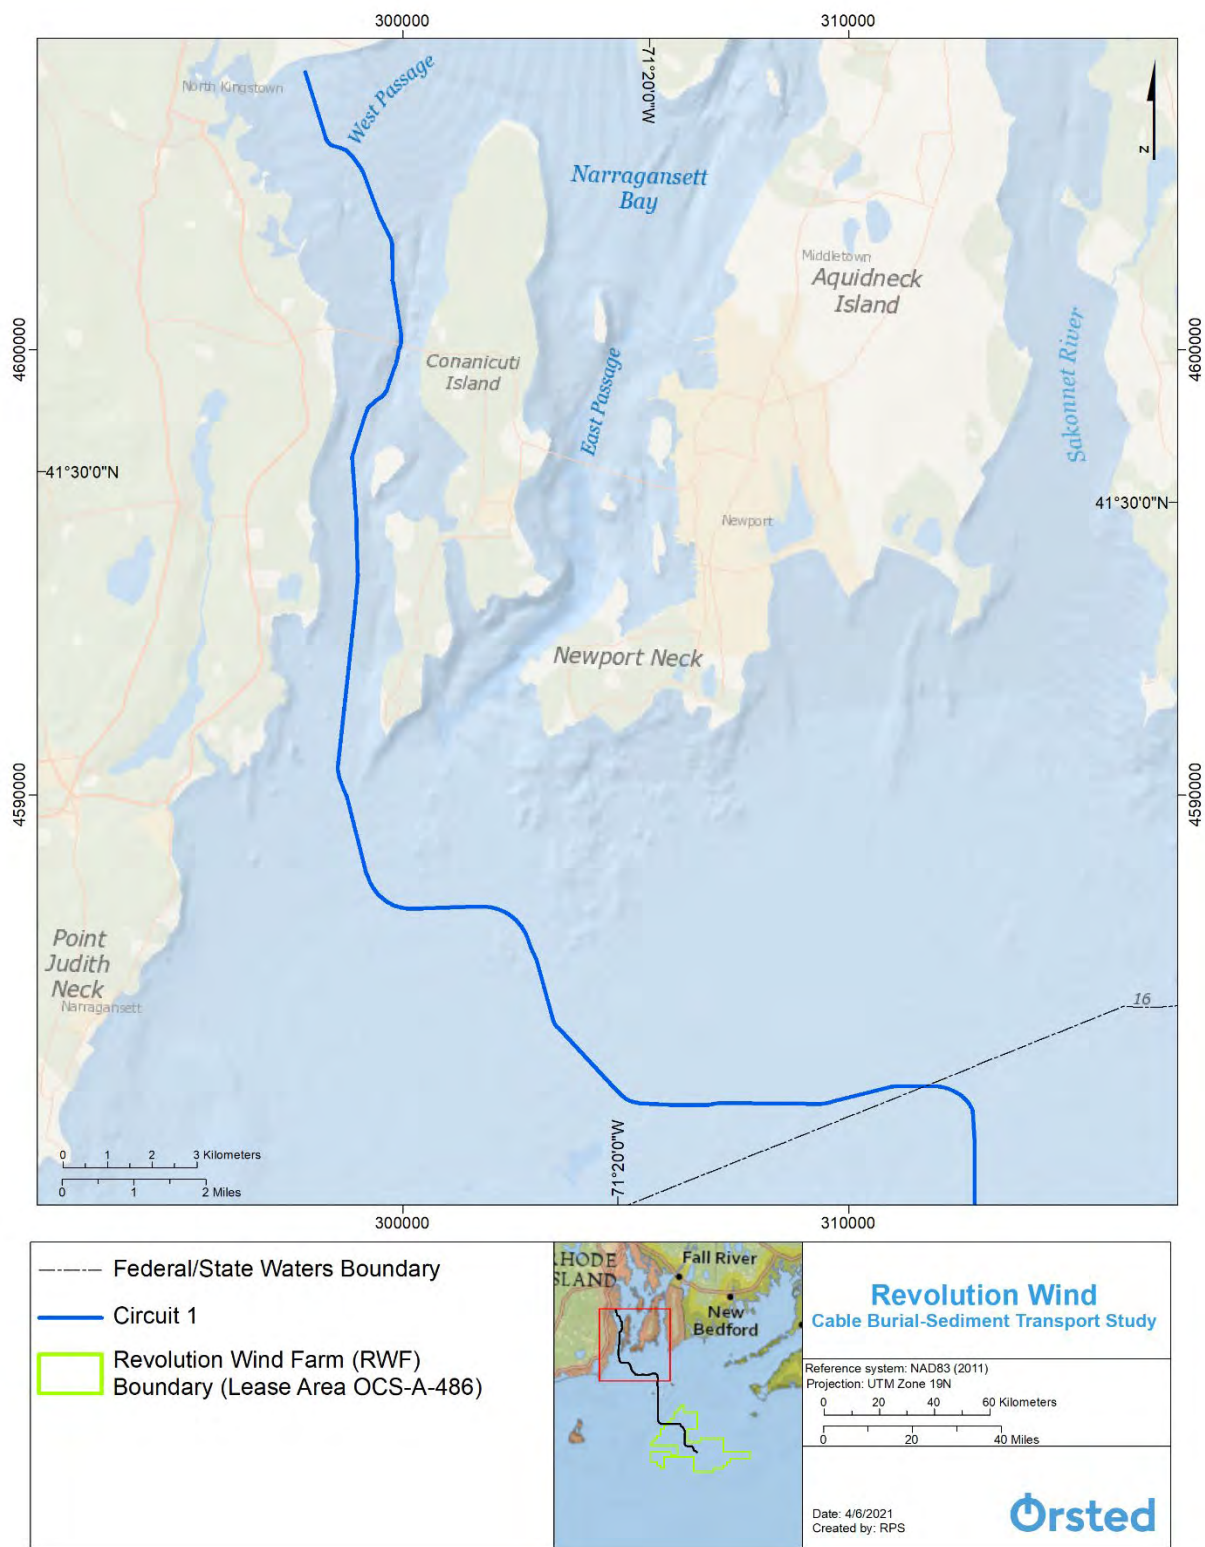 300000
310000
71°20'0"W
North Kingstown
West Passage
z
Narragansett
Bay
Middletown
Aquidneck
Island
4600000
4600000
Conanicuti
Island
East Passage
Sakonnet River
41°30'0"N
41°30'0"N
Newport
Newport Neck
4590000
4590000
Point
Judith
Neck
Narragansett
16
71°20'0"W
0 1 2 3 Kilometers
0 1 2 Miles
300000
310000
Federal/State Waters Boundary
Circuit 1
Revolution Wind Farm (RWF)
Boundary (Lease Area OCS-A-486)
RHODE
ISLAND
Fall River
New
Bedford
Revolution Wind
Cable Burial-Sediment Transport Study
Reference system: NAD83 (2011)
Projection: UTM Zone 19N
0 20 40 60 Kilometers
0 20 40 Miles
Date: 4/6/2021
Created by: RPS
Orsted